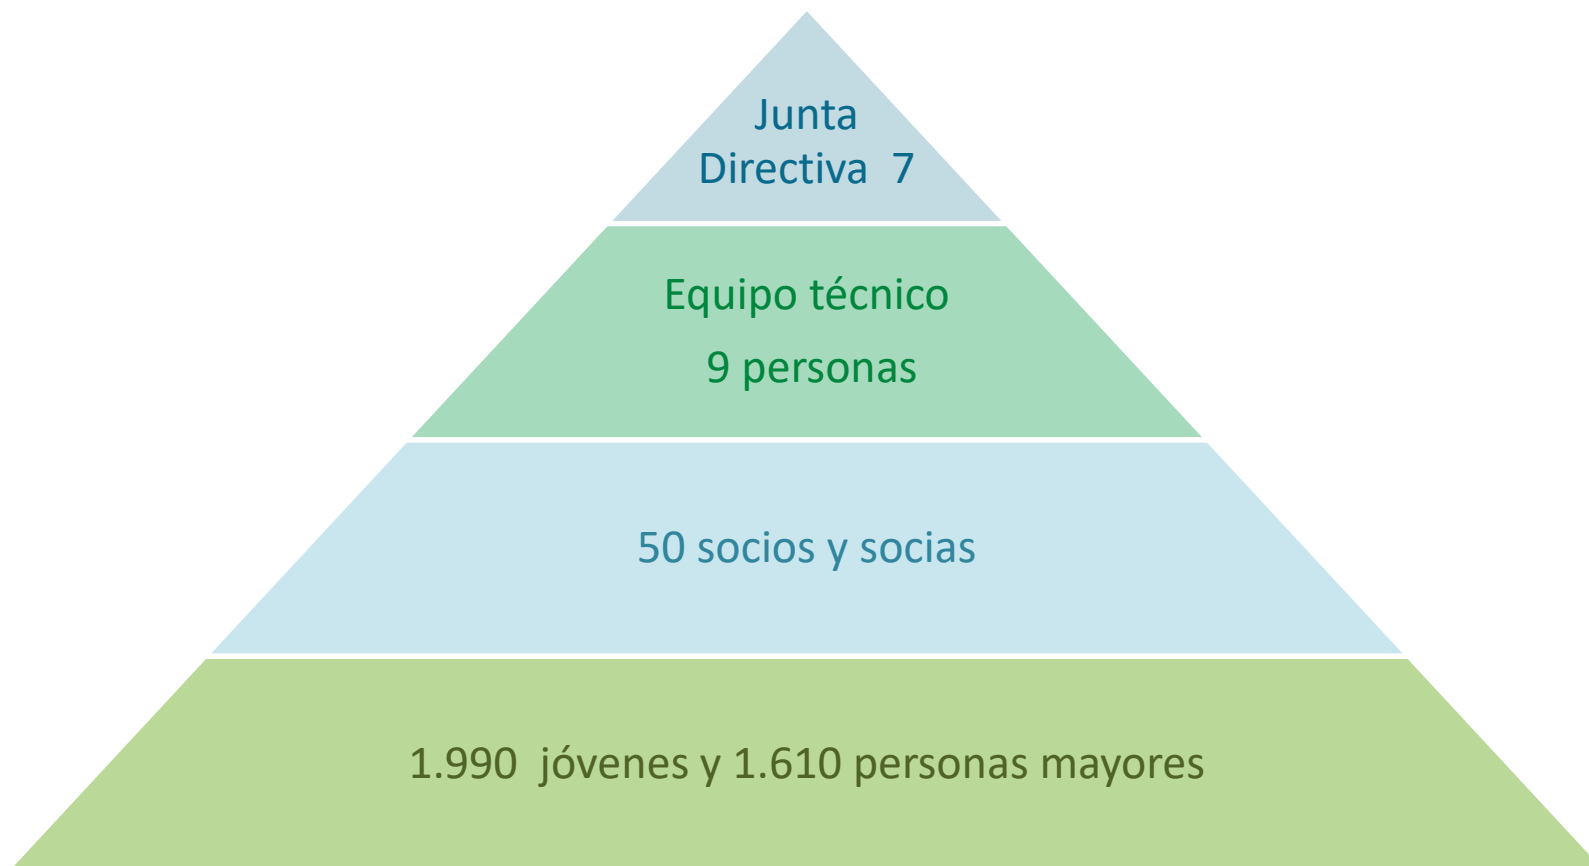 Junta
Directiva  7
Equipo técnico
9 personas
50 socios y socias
1.990  jóvenes y 1.610 personas mayores